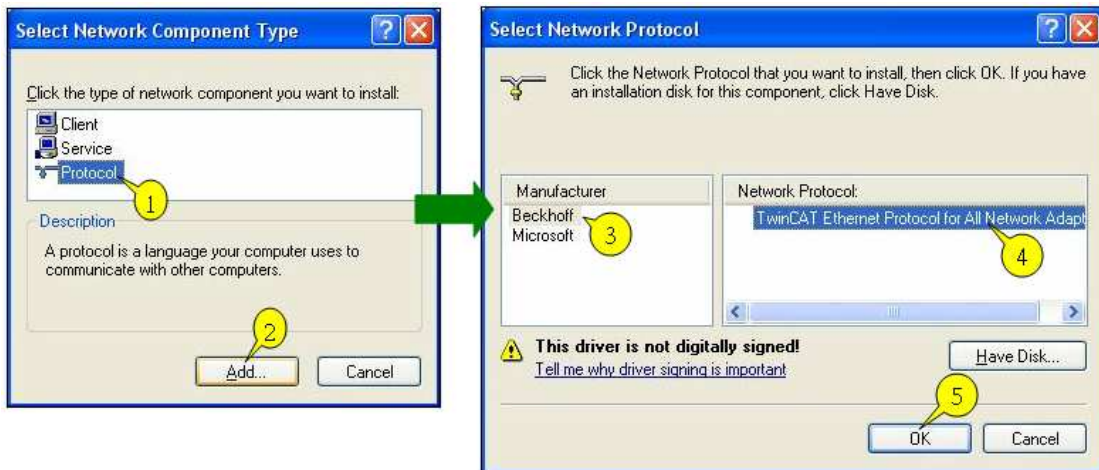 Select Network Component Type
Click the type of network component you want to install:
Client
Service
Protocol
1
Description
A protocol is a language your computer uses to
communicate with other computers.
2
Add...
Cancel
Select Network Protocol
Click the Network Protocol that you want to install, then click OK. If you have
an installation disk for this component, click Have Disk.
Manufacturer
Beckhoff
Microsoft
3
Network Protocol:
TwinCAT Ethernet Protocol for All Network Adapt
4
This driver is not digitally signed!
Tell me why driver signing is important
Have Disk...
5
OK
Cancel